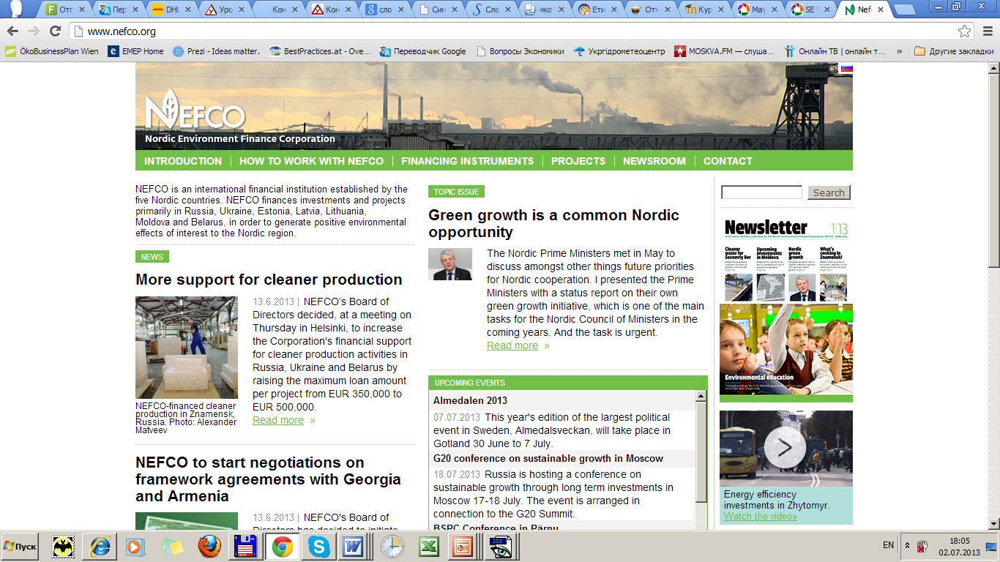 Отп
Пер
DHL
Уро
Кон
Кон
сло
Син
Сло
«ко
Ети
Отч
Кур
May
SE V
Nef
www.nefco.org
ÖkoBusinessPlan Wien
EMEP Home
Prezi - Ideas matter.
BestPractices.at - Ove...
Переводчик Google
Вопросы Экономики
Укргідрометеоцентр
MOSKVA.FM — слуша...
Онлайн ТВ | онлайн т...
»
Другие закладки
NEFCO
Nordic Environment Finance Corporation
INTRODUCTION | HOW TO WORK WITH NEFCO | FINANCING INSTRUMENTS | PROJECTS | NEWSROOM | CONTACT
NEFCO is an international financial institution established by the
five Nordic countries. NEFCO finances investments and projects
primarily in Russia, Ukraine, Estonia, Latvia, Lithuania,
Moldova and Belarus, in order to generate positive environmental
effects of interest to the Nordic region.
NEWS
More support for cleaner production
13.6.2013 | NEFCO's Board of
Directors decided, at a meeting on
Thursday in Helsinki, to increase
the Corporation's financial support
for cleaner production activities in
Russia, Ukraine and Belarus by
raising the maximum loan amount
per project from EUR 350,000 to
EUR 500,000.
Read more »
NEFCO-financed cleaner
production in Znamensk,
Russia. Photo: Alexander
Matveev
NEFCO to start negotiations on
framework agreements with Georgia
and Armenia
13.6.2013 | NEFCO's Board of
Directors has decided to initiate
TOPIC ISSUE
Green growth is a common Nordic
opportunity
The Nordic Prime Ministers met in May to
discuss amongst other things future priorities
for Nordic cooperation. I presented the Prime
Ministers with a status report on their own
green growth initiative, which is one of the main
tasks for the Nordic Council of Ministers in the
coming years. And the task is urgent.
Read more »
UPCOMING EVENTS
Almedalen 2013
07.07.2013 This year's edition of the largest political
event in Sweden, Almedalsveckan, will take place in
Gotland 30 June to 7 July.
G20 conference on sustainable growth in Moscow
18.07.2013 Russia is hosting a conference on
sustainable growth through long term investments in
Moscow 17-18 July. The event is arranged in
connection to the G20 Summit.
BSPC Conference in Pärnu
Search
Newsletter 1|13
Cleaner water for Sosnoviy Bor
Upcoming investments in Moldova
Nordic green growth
What's cooking in Znamensk?
Environmental education
Energy efficiency
investments in Zhytomyr.
Watch the video»
Пуск
EN
18:05
02.07.2013